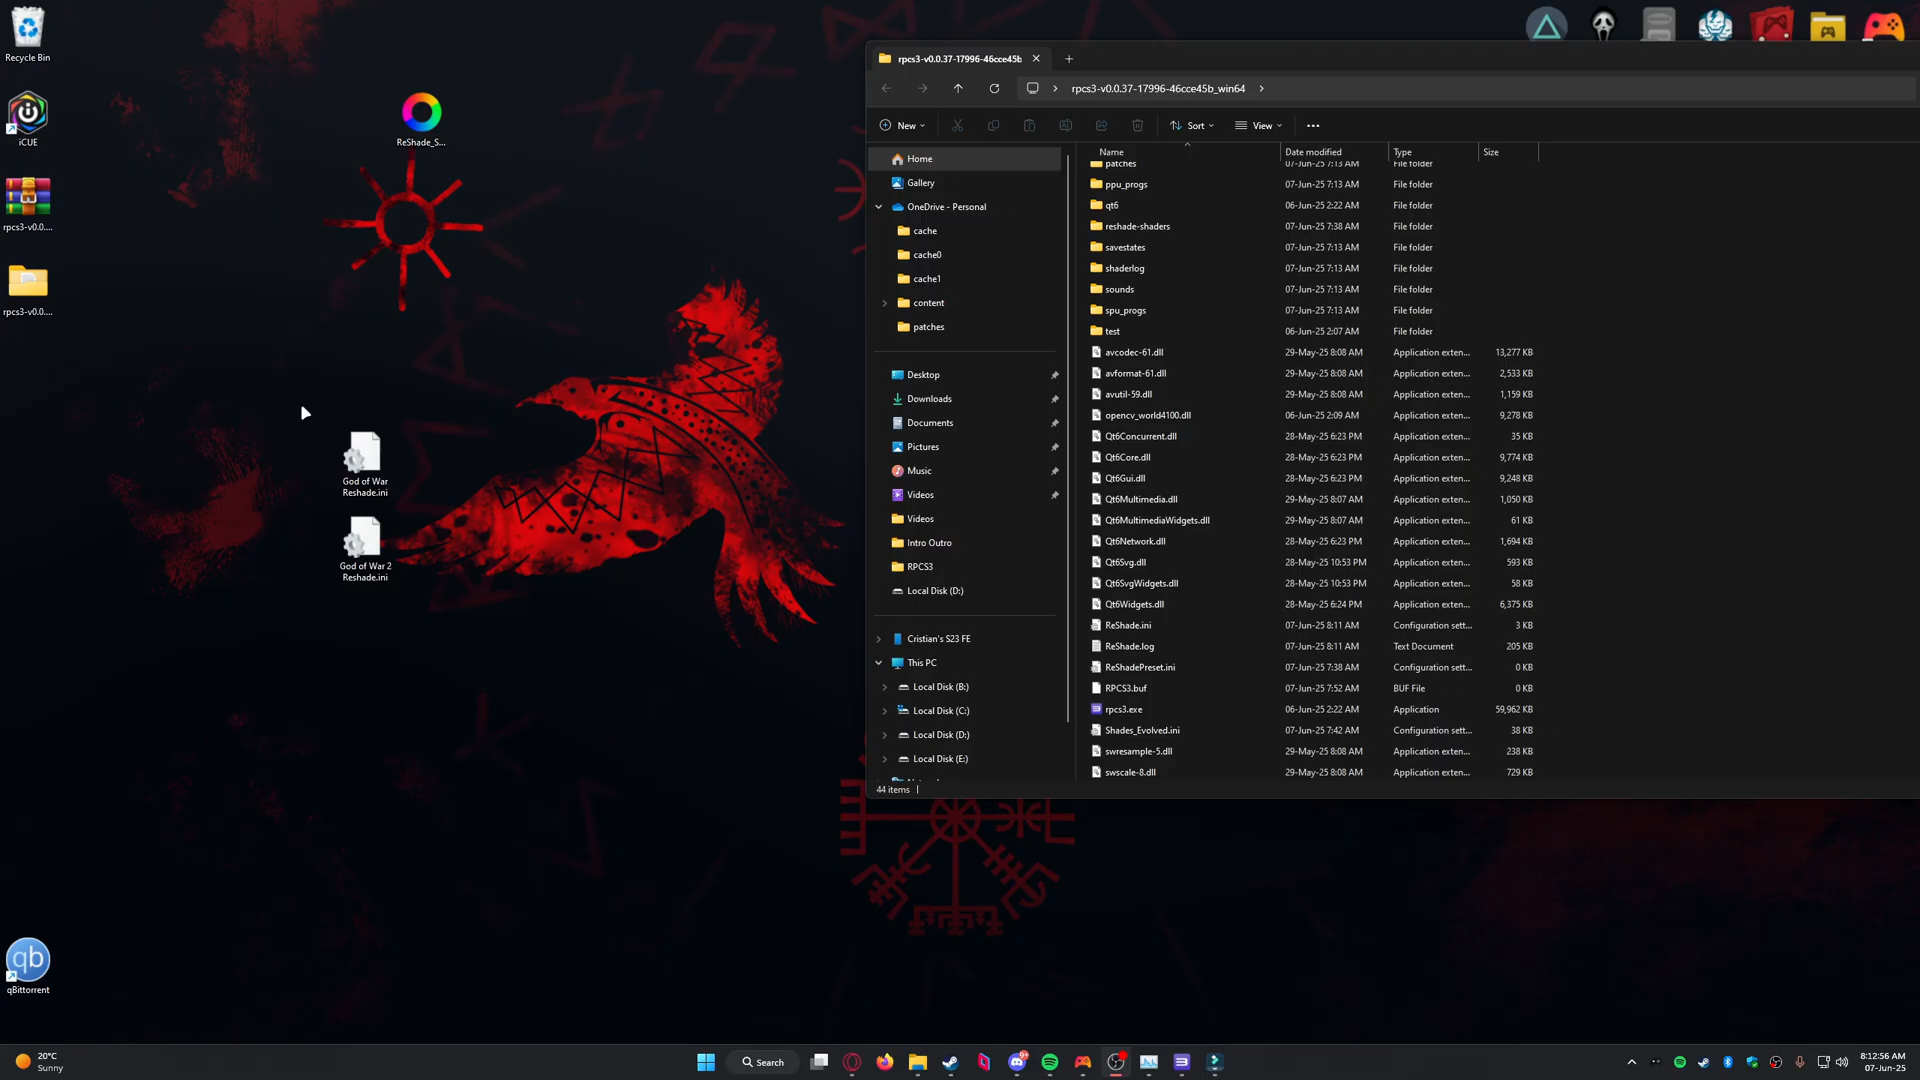 Recycle Bin
iCUE
rpcs3-v0.0....
rpcs3-v0.0....
qBittorrent
ReShade_S...
God of War
Reshade.ini
God of War 2
Reshade.ini
rpcs3-v0.0.37-17996-46cce45b
rpcs3-v0.0.37-17996-46cce45b_win64
New
Sort
View
Home
Gallery
OneDrive - Personal
cache
cache0
cache1
content
patches
Desktop
Downloads
Documents
Pictures
Music
Videos
Videos
Intro Outro
RPCS3
Local Disk (D:)
Cristian's S23 FE
This PC
Local Disk (B:)
Local Disk (C:)
Local Disk (D:)
Local Disk (E:)
Name Date modified Type Size
patches 07-Jun-25 7:13 AM File folder
ppu_progs 07-Jun-25 7:13 AM File folder
qt6 06-Jun-25 2:22 AM File folder
reshade-shaders 07-Jun-25 7:38 AM File folder
savestates 07-Jun-25 7:13 AM File folder
shaderlog 07-Jun-25 7:13 AM File folder
sounds 07-Jun-25 7:13 AM File folder
spu_progs 07-Jun-25 7:13 AM File folder
test 06-Jun-25 2:07 AM File folder
avcodec-61.dll 29-May-25 8:08 AM Application exten... 13,277 KB
avformat-61.dll 29-May-25 8:08 AM Application exten... 2,533 KB
avutil-59.dll 29-May-25 8:08 AM Application exten... 1,159 KB
opencv_world4100.dll 06-Jun-25 2:09 AM Application exten... 9,278 KB
Qt6Concurrent.dll 28-May-25 6:23 PM Application exten... 35 KB
Qt6Core.dll 28-May-25 6:23 PM Application exten... 9,774 KB
Qt6Gui.dll 28-May-25 6:23 PM Application exten... 9,248 KB
Qt6Multimedia.dll 29-May-25 8:07 AM Application exten... 1,050 KB
Qt6MultimediaWidgets.dll 29-May-25 8:07 AM Application exten... 61 KB
Qt6Network.dll 28-May-25 6:23 PM Application exten... 1,694 KB
Qt6Svg.dll 28-May-25 10:53 PM Application exten... 593 KB
Qt6SvgWidgets.dll 28-May-25 10:53 PM Application exten... 58 KB
Qt6Widgets.dll 28-May-25 6:24 PM Application exten... 6,375 KB
ReShade.ini 07-Jun-25 8:11 AM Configuration sett... 3 KB
ReShade.log 07-Jun-25 8:11 AM Text Document 205 KB
ReShadePreset.ini 07-Jun-25 7:38 AM Configuration sett... 0 KB
RPCS3.buf 07-Jun-25 7:52 AM BUF File 0 KB
rpcs3.exe 06-Jun-25 2:22 AM Application 59,962 KB
Shades_Evolved.ini 07-Jun-25 7:42 AM Configuration sett... 38 KB
swresample-5.dll 29-May-25 8:08 AM Application exten... 238 KB
swscale-8.dll 29-May-25 8:08 AM Application exten... 729 KB
44 items
20°C
Sunny
Search
8:12:56 AM
07-Jun-25